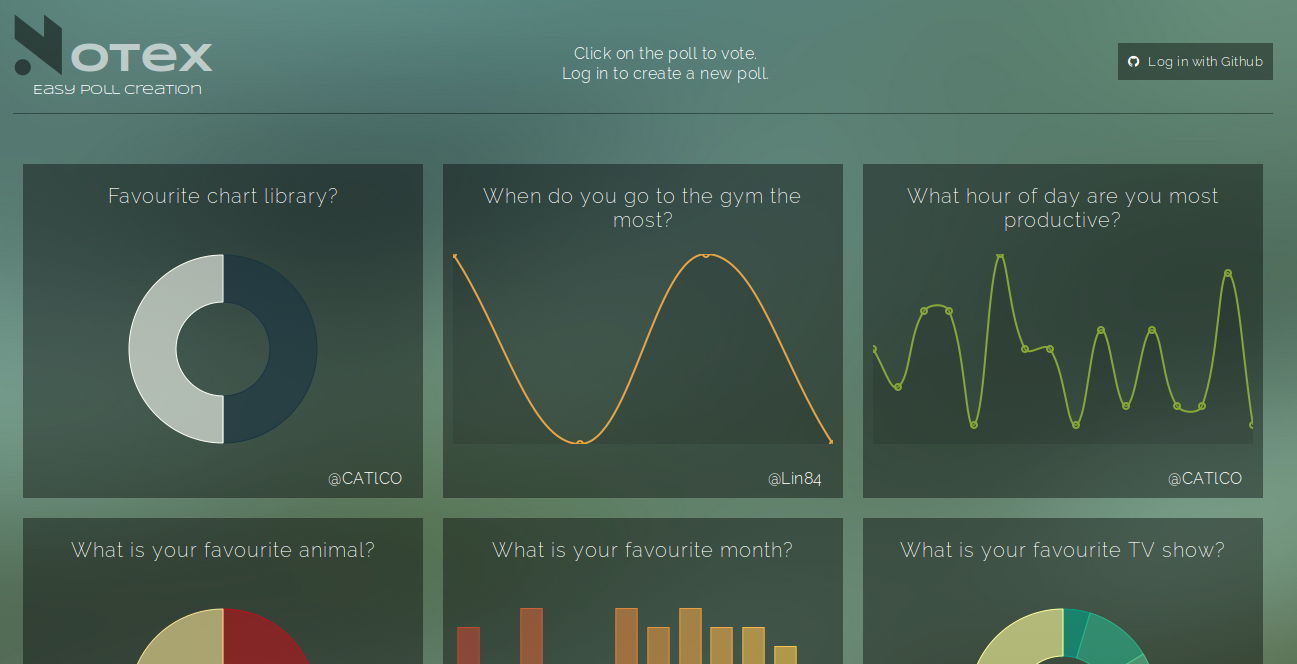 Notex
Easy Poll Creation
Click on the poll to vote.
Log in to create a new poll.
Log in with Github
Favourite chart library?
When do you go to the gym the
most?
What hour of day are you most
productive?
@CATlCO
@Lin84
@CATlCO
What is your favourite animal?
What is your favourite month?
What is your favourite TV show?